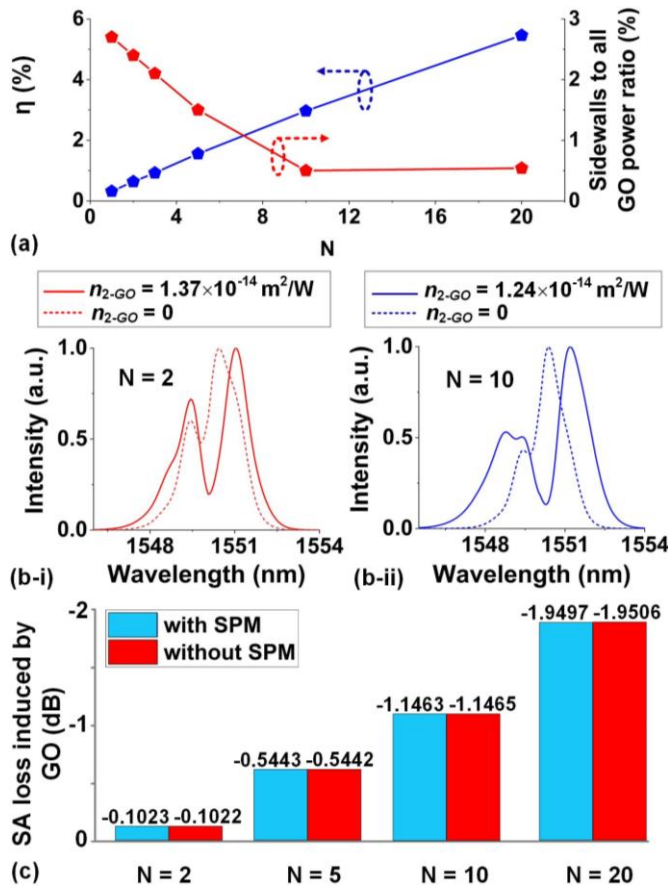 6
4
2
0
η (%)
3
2
1
0
Sidewalls to all
GO power ratio (%)
0 4 8 12 16 20
N
(a)
n2-GO = 1.37×10⁻¹⁴ m²/W
n2-GO = 0
n2-GO = 1.24×10⁻¹⁴ m²/W
n2-GO = 0
1.0
0.5
0.0
Intensity (a.u.)
N = 2
1548 1551 1554
Wavelength (nm)
(b-i)
1.0
0.5
0.0
Intensity (a.u.)
N = 10
1548 1551 1554
Wavelength (nm)
(b-ii)
-2
-1
0
SA loss induced by
GO (dB)
with SPM
without SPM
-0.1023 -0.1022
-0.5443 -0.5442
-1.1463 -1.1465
-1.9497 -1.9506
(c)
N = 2 N = 5 N = 10 N = 20